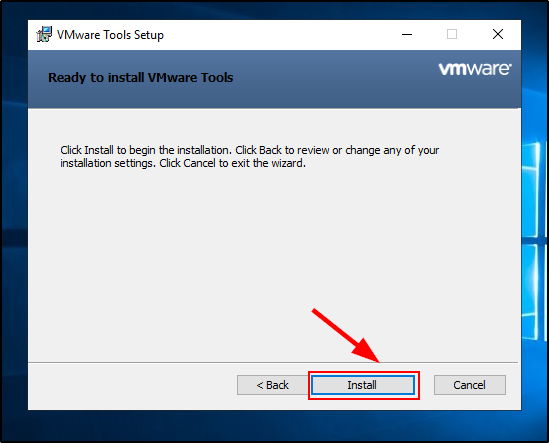 VMware Tools Setup
Ready to install VMware Tools
vmware
Click Install to begin the installation. Click Back to review or change any of your
installation settings. Click Cancel to exit the wizard.
< Back Install Cancel